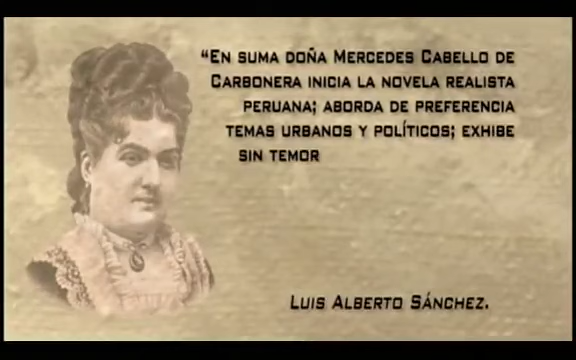 “En suma doña Mercedes Cabello de
Carbonera inicia la novela realista
peruana; aborda de preferencia
temas urbanos y políticos; exhibe
sin temor
Luis Alberto Sánchez.